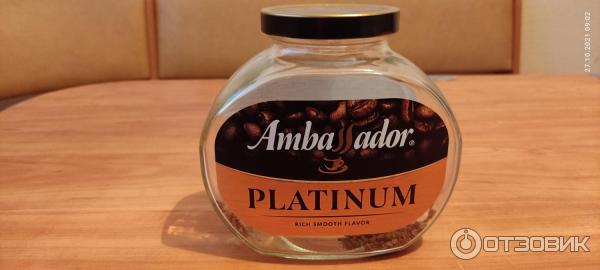 27.10.2021 09:02
Ambassador®
PLATINUM
RICH SMOOTH FLAVOR
ОТЗОВИК